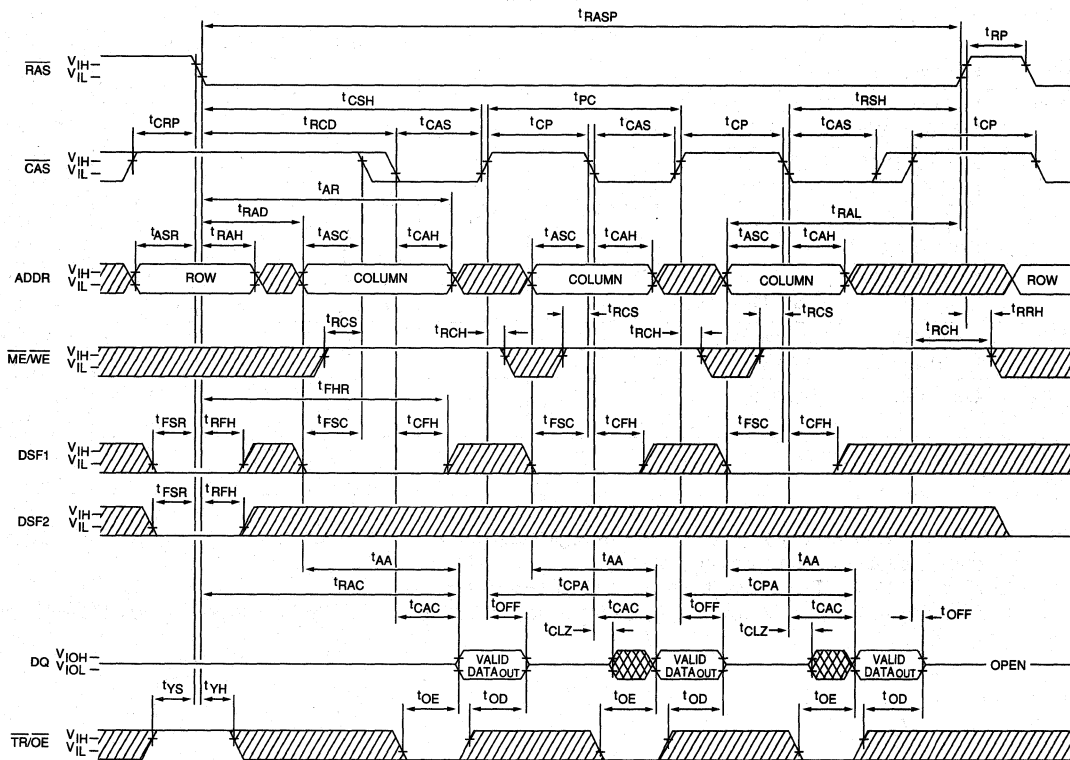 tRASP
tRP
RAS VIH VIL
tCSH tPC tRSH
tCRP tRCD tCAS tCP tCAS tCP tCAS tCP
CAS VIH VIL
tAR
tRAD tRAL
tASR tRAH tASC tCAH tASC tCAH tASC tCAH
ADDR VIH VIL ROW COLUMN COLUMN COLUMN ROW
tRCS tRCH tRCS tRCH tRCS tRCH tRRH
ME/WE VIH VIL
tFHR
tFSR tRFH tFSC tCFH tFSC tCFH tFSC tCFH
DSF1 VIH VIL
tFSR tRFH
DSF2 VIH VIL
tAA tAA tAA
tRAC tCPA tCPA
tCAC tOFF tCAC tOFF tCAC tOFF
tCLZ tCLZ
DQ VIOH VIOL VALID DATAOUT VALID DATAOUT VALID DATAOUT OPEN
tYS tYH tOE tOD tOE tOD tOE tOD
TR/OE VIH VIL